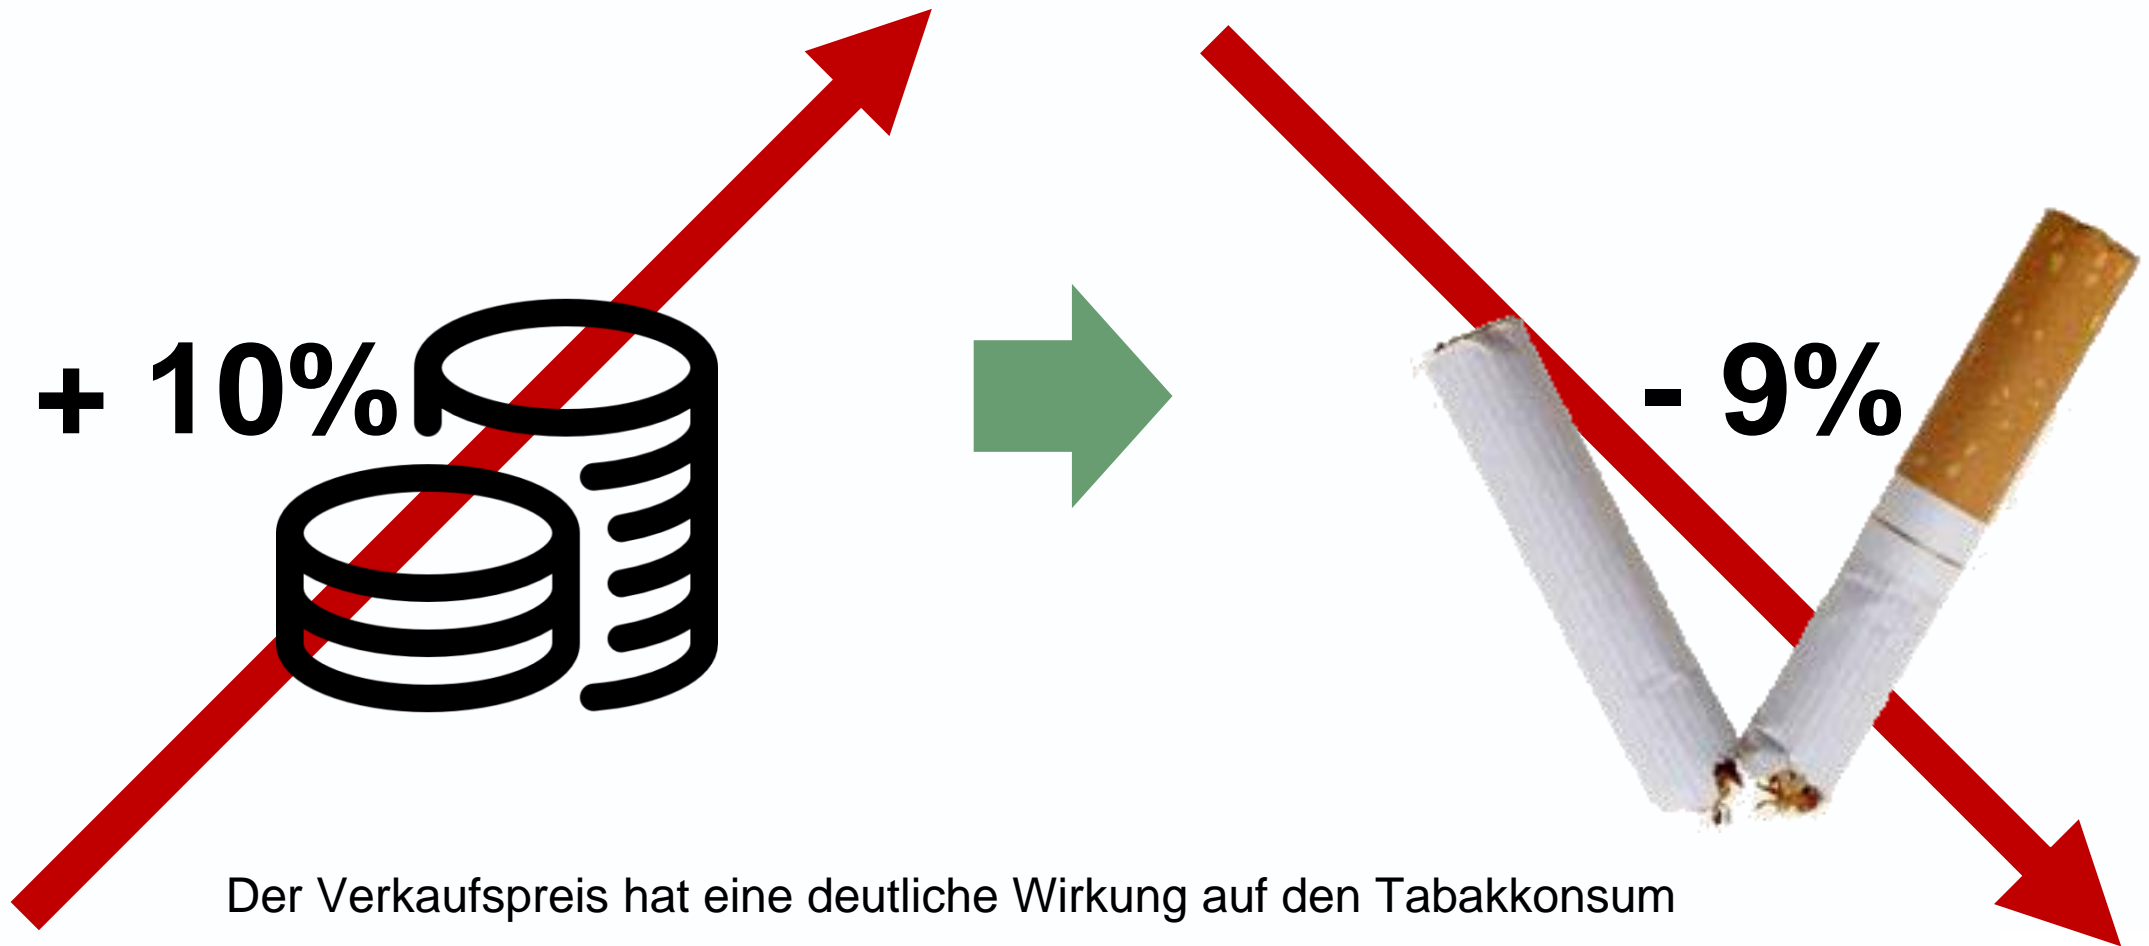 + 10%
- 9%
Der Verkaufspreis hat eine deutliche Wirkung auf den Tabakkonsum